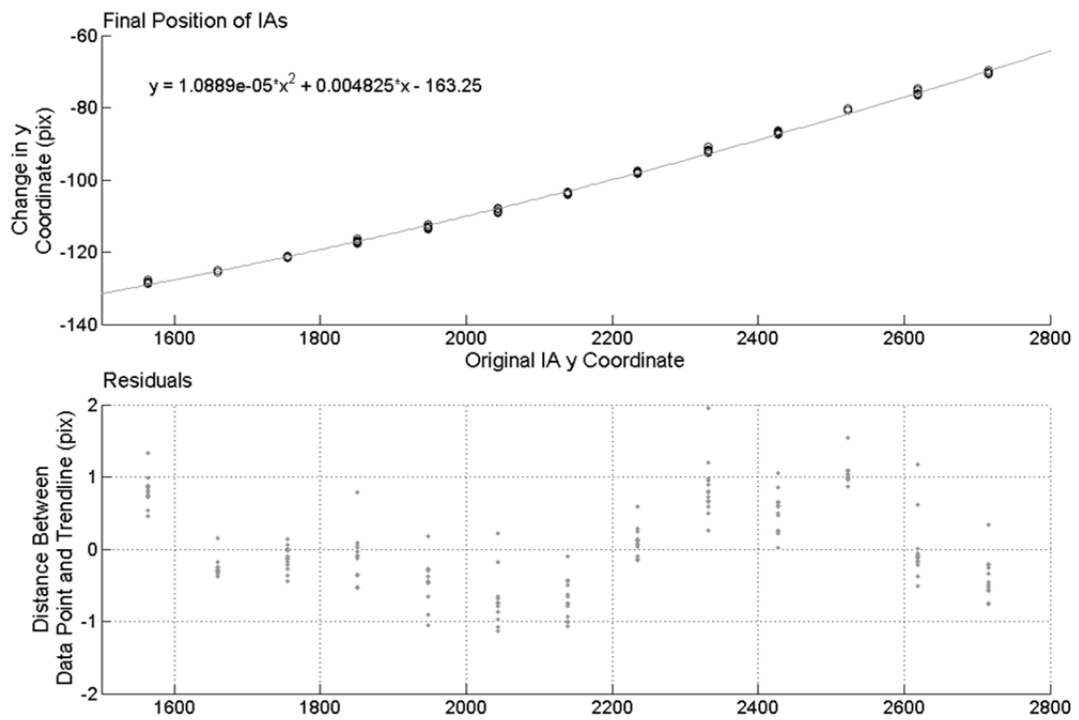 Final Position of IAs
-60
-80
-100
-120
-140
Change in y
Coordinate (pix)
y = 1.0889e-05*x² + 0.004825*x - 163.25
1600 1800 2000 2200 2400 2600 2800
Original IA y Coordinate
Residuals
2
1
0
-1
-2
Distance Between
Data Point and Trendline (pix)
1600 1800 2000 2200 2400 2600 2800